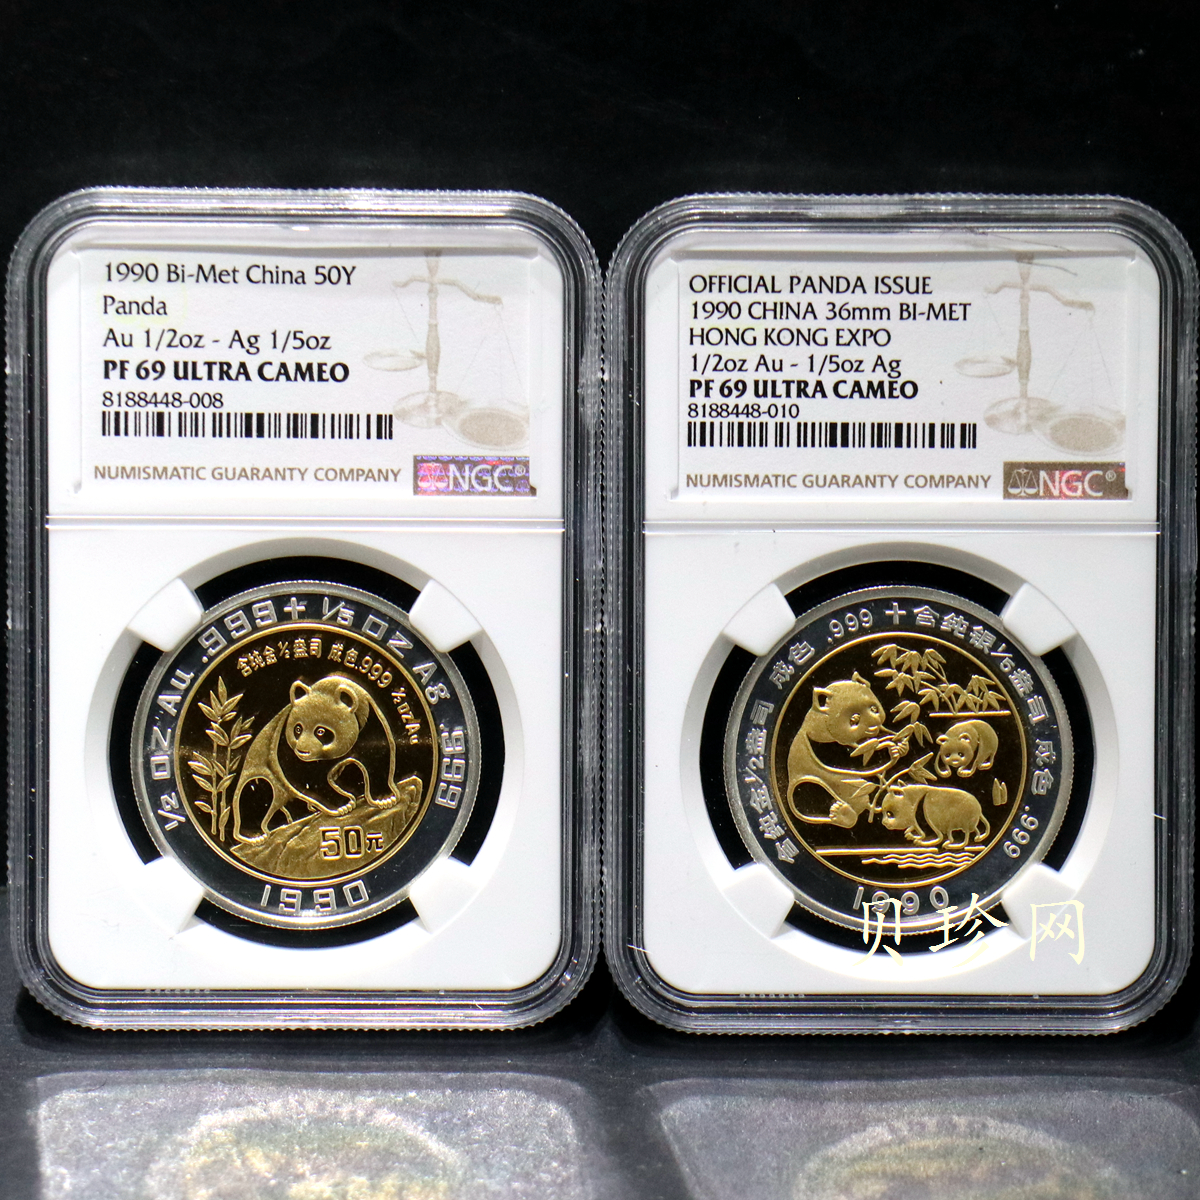 1990 Bi-Met China 50Y
Panda
Au 1/2oz - Ag 1/5oz
PF 69 ULTRA CAMEO
8188448-008
NUMISMATIC GUARANTY COMPANY
NGC®
1/2 OZ Au .999+ 1/5 OZ Ag .999
含纯金1/2盎司 成色.999 1/2OZAu
50元
1990
OFFICIAL PANDA ISSUE
1990 CHINA 36mm BI-MET
HONG KONG EXPO
1/2oz Au - 1/5oz Ag
PF 69 ULTRA CAMEO
8188448-010
NUMISMATIC GUARANTY COMPANY
NGC®
含纯金1/2盎司 成色 .999 十含纯银1/5盎司 成色 .999
1990
贝珍网